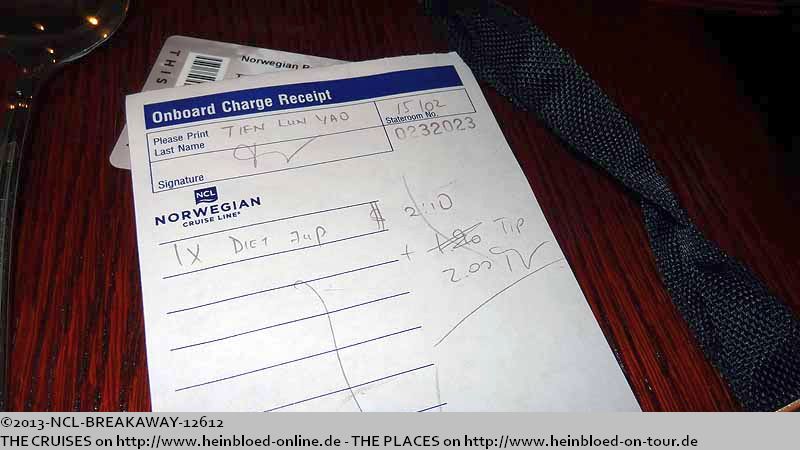 THIS
Norwegian
Onboard Charge Receipt
Please Print
Last Name
TIEN LUN YAO
15102
Stateroom No.
0232023
Signature
NCL
NORWEGIAN
CRUISE LINE®
1X DIET 7UP $ 2.10
+ TIP
2.00
©2013-NCL-BREAKAWAY-12612
THE CRUISES on http://www.heinbloed-online.de - THE PLACES on http://www.heinbloed-on-tour.de